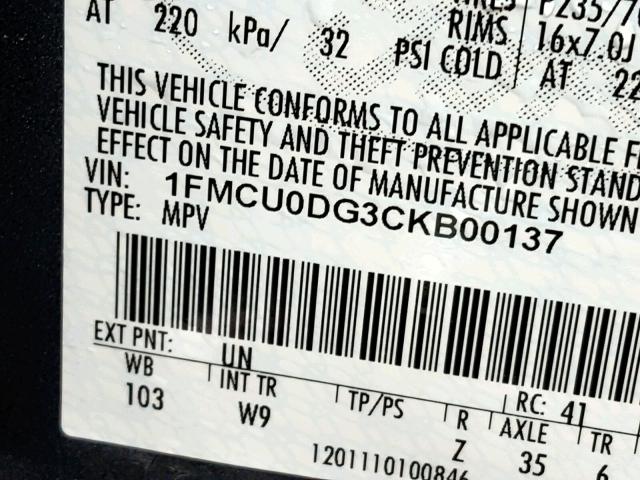 P235/7
AT 220 kPa/ 32 PSI COLD
RIMS 16x7.0J
AT 22
THIS VEHICLE CONFORMS TO ALL APPLICABLE F
VEHICLE SAFETY AND THEFT PREVENTION STAND
EFFECT ON THE DATE OF MANUFACTURE SHOWN
VIN: 1FMCU0DG3CKB00137
TYPE: MPV
EXT PNT: UN RC: 41
WB INT TR TP/PS R AXLE TR
103 W9 Z 35 6
1201110100846